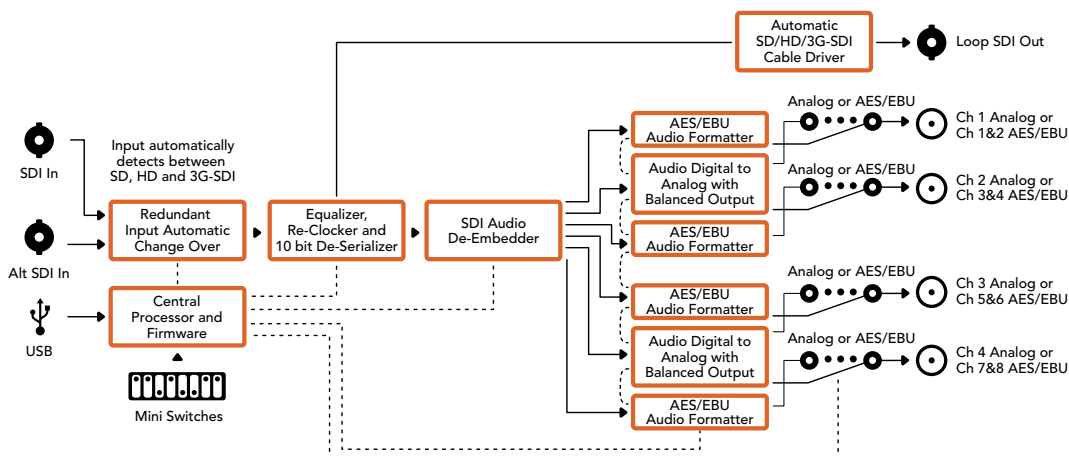 Automatic
SD/HD/3G-SDI
Cable Driver
Loop SDI Out
SDI In
Input automatically
detects between
SD, HD and 3G-SDI
Alt SDI In
Redundant
Input Automatic
Change Over
Equalizer,
Re-Clocker and
10 bit De-Serializer
SDI Audio
De-Embedder
USB
Central
Processor and
Firmware
Mini Switches
AES/EBU
Audio Formatter
Audio Digital to
Analog with
Balanced Output
AES/EBU
Audio Formatter
AES/EBU
Audio Formatter
Audio Digital to
Analog with
Balanced Output
AES/EBU
Audio Formatter
Analog or AES/EBU
Ch 1 Analog or
Ch 1&2 AES/EBU
Analog or AES/EBU
Ch 2 Analog or
Ch 3&4 AES/EBU
Analog or AES/EBU
Ch 3 Analog or
Ch 5&6 AES/EBU
Analog or AES/EBU
Ch 4 Analog or
Ch 7&8 AES/EBU